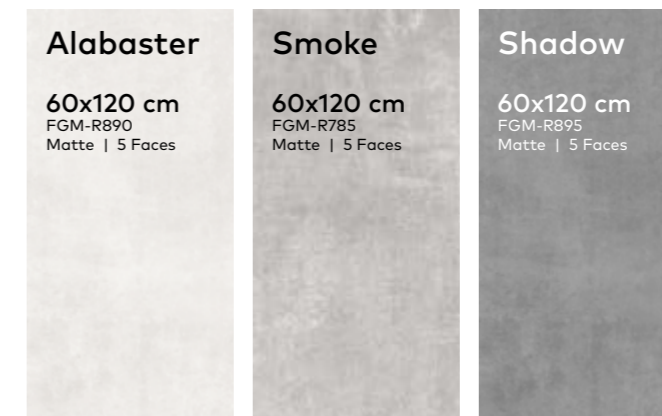 Alabaster
60x120 cm
FGM-R890
Matte | 5 Faces
Smoke
60x120 cm
FGM-R785
Matte | 5 Faces
Shadow
60x120 cm
FGM-R895
Matte | 5 Faces